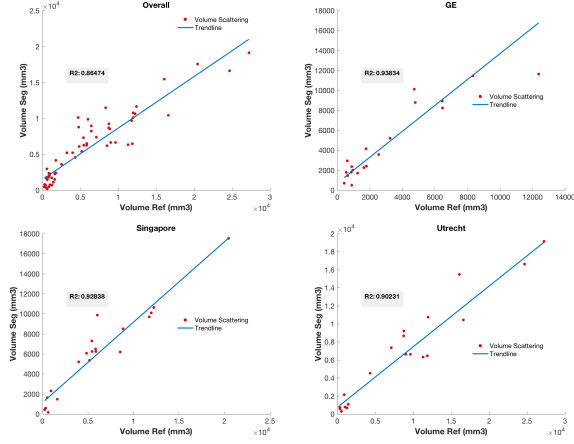 Overall
×10^4
Volume Seg (mm3)
2.5
2
1.5
1
0.5
0
R2:0.86474
Volume Scattering
Trendline
0 0.5 1 1.5 2 2.5 3
×10^4
Volume Ref (mm3)
GE
Volume Seg (mm3)
18000
16000
14000
12000
10000
8000
6000
4000
2000
0
R2:0.93834
Volume Scattering
Trendline
0 2000 4000 6000 8000 10000 12000 14000
Volume Ref (mm3)
Singapore
Volume Seg (mm3)
18000
16000
14000
12000
10000
8000
6000
4000
2000
0
R2:0.92838
Volume Scattering
Trendline
0 0.5 1 1.5 2 2.5
×10^4
Volume Ref (mm3)
Utrecht
×10^4
Volume Seg (mm3)
2
1.8
1.6
1.4
1.2
1
0.8
0.6
0.4
0.2
0
R2:0.90231
Volume Scattering
Trendline
0 0.5 1 1.5 2 2.5 3
×10^4
Volume Ref (mm3)